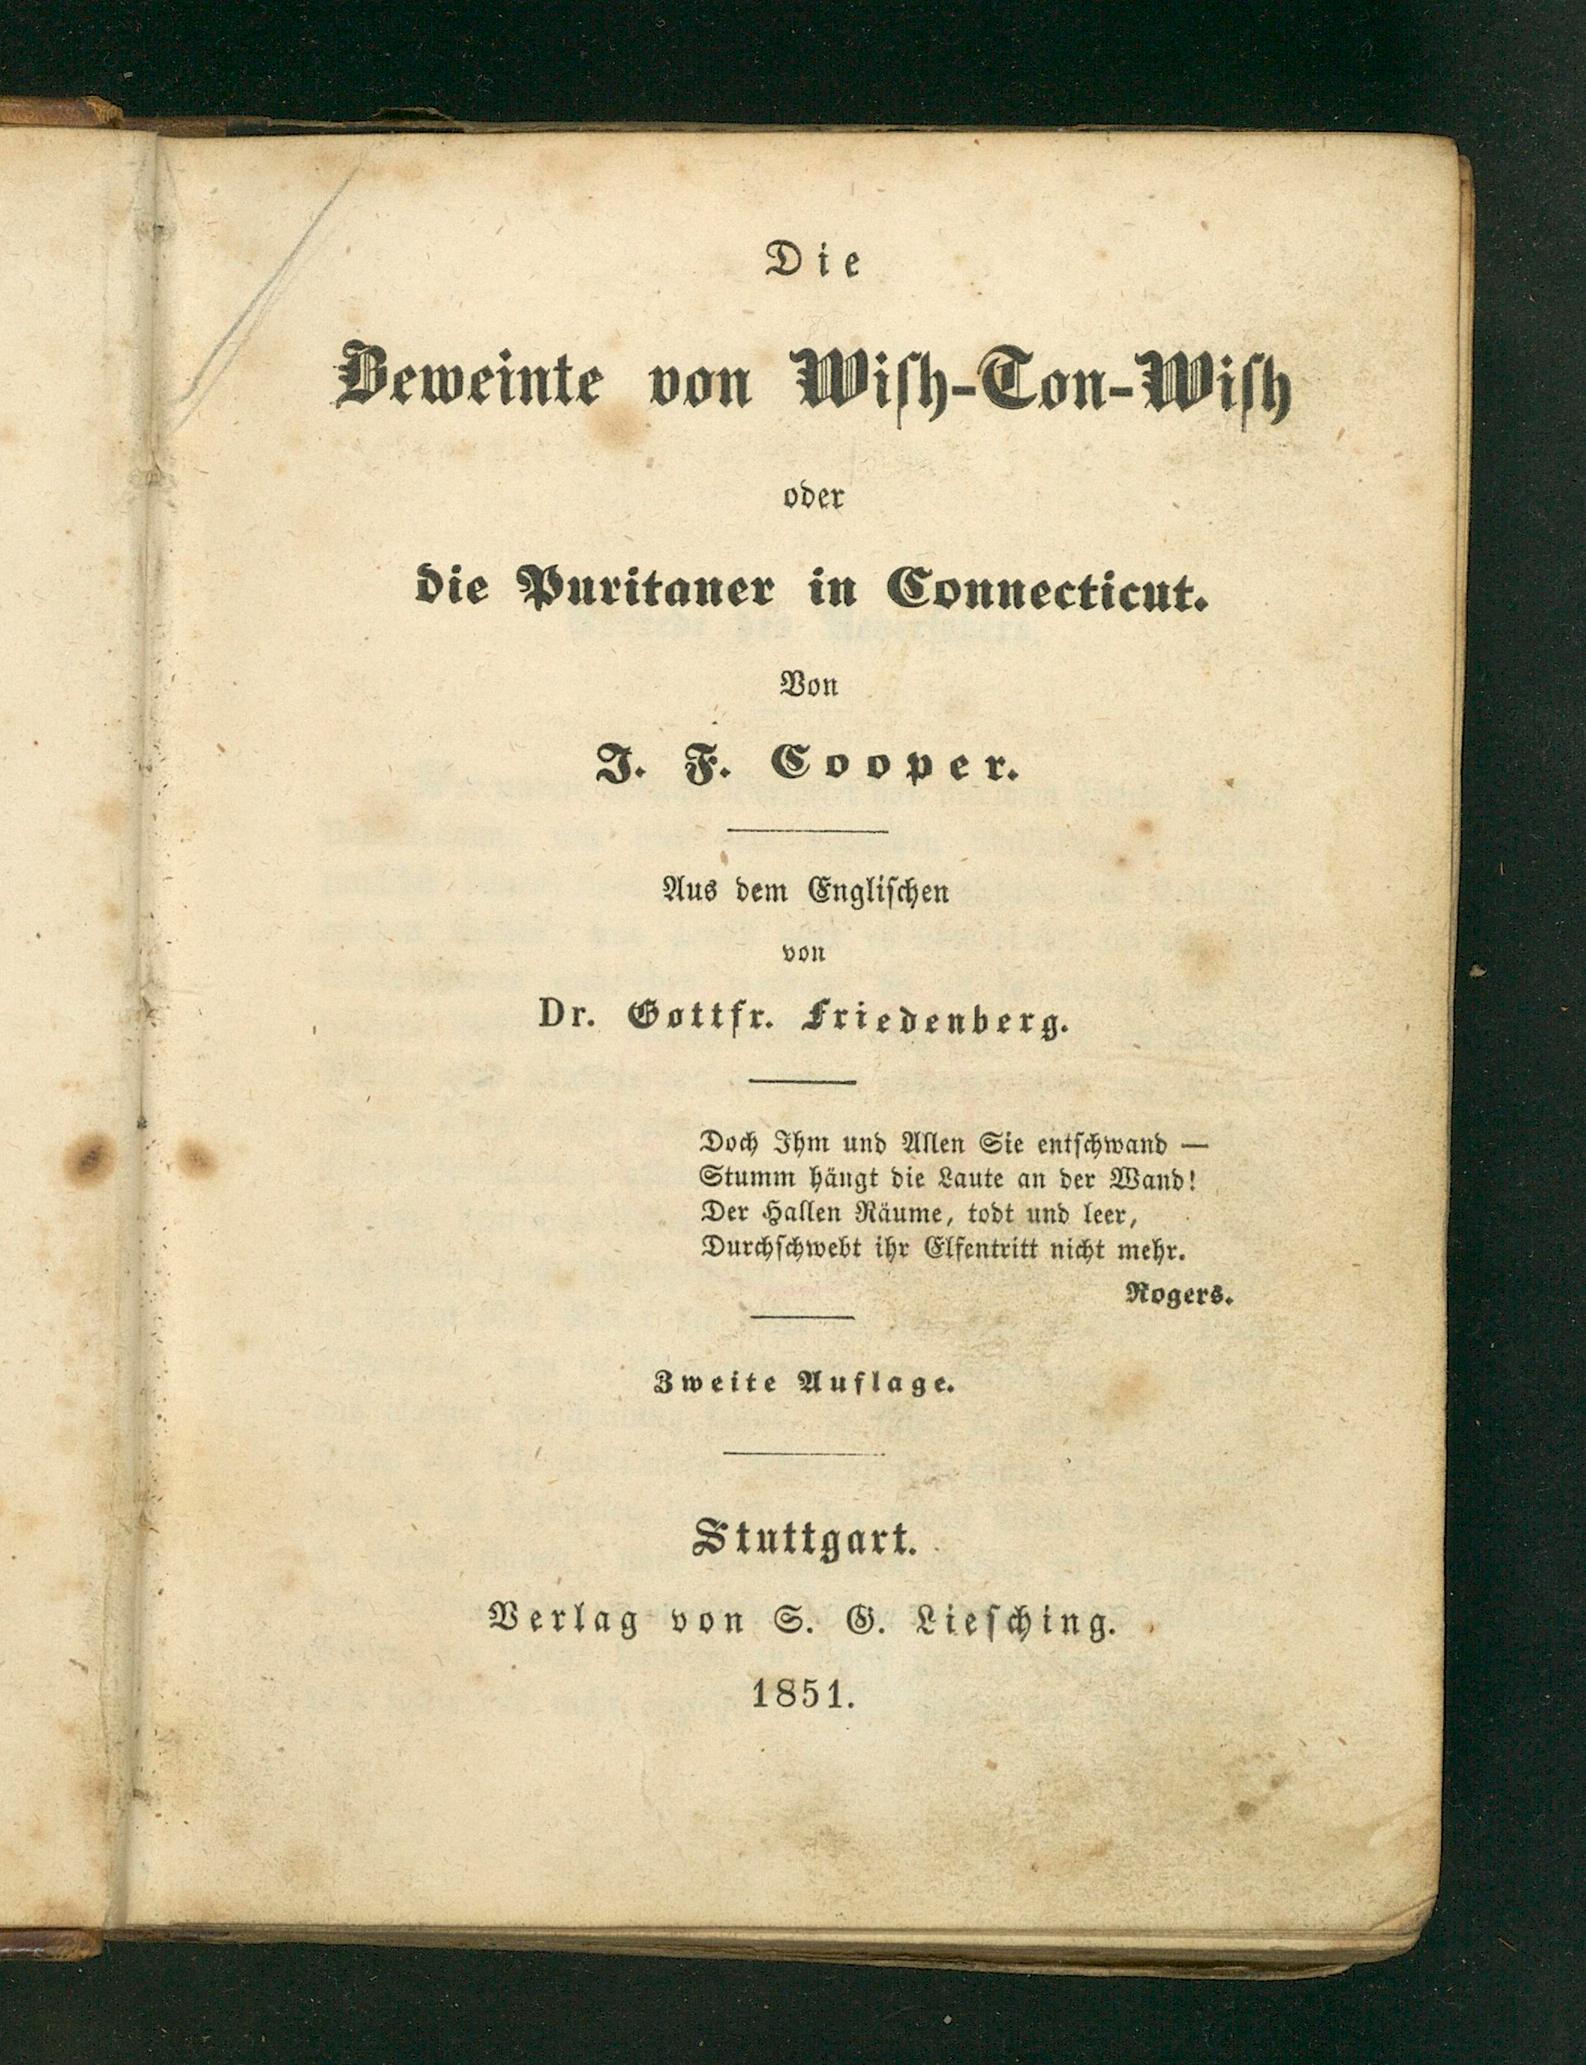 Die
Beweinte von Wish-Ton-Wish
oder
die Puritaner in Connecticut.
Von
J. F. Cooper.
Aus dem Englischen
von
Dr. Gottfr. Friedenberg.
Doch Ihm und Allen Sie entschwand —
Stumm hängt die Laute an der Wand!
Der Hallen Räume, todt und leer,
Durchschwebt ihr Elfentritt nicht mehr.
Rogers.
Zweite Auflage.
Stuttgart.
Verlag von S. G. Liesching.
1851.